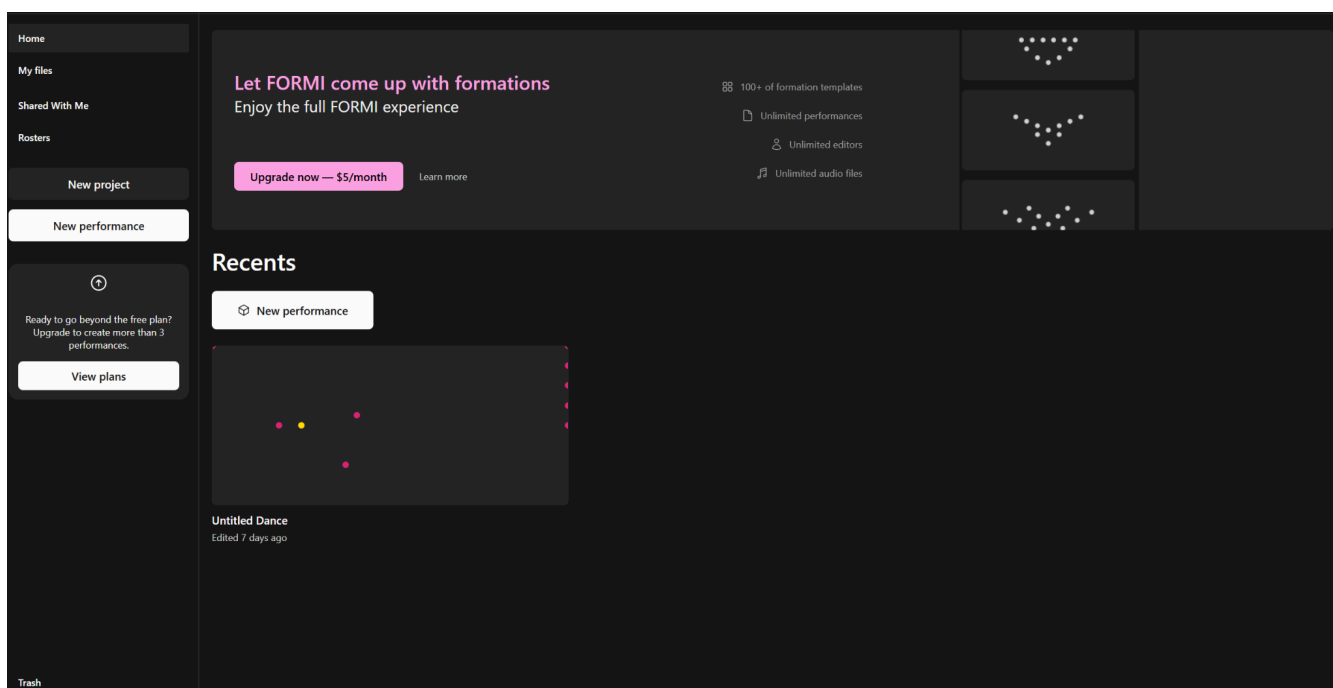 Home
My files
Shared With Me
Rosters
New project
New performance
Ready to go beyond the free plan?
Upgrade to create more than 3
performances.
View plans
Trash
Let FORMI come up with formations
Enjoy the full FORMI experience
Upgrade now — $5/month
Learn more
100+ of formation templates
Unlimited performances
Unlimited editors
Unlimited audio files
Recents
New performance
Untitled Dance
Edited 7 days ago